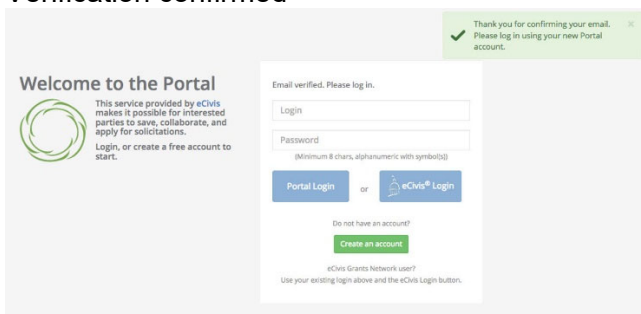 Verification confirmed
Thank you for confirming your email.
Please log in using your new Portal
account.
×
Welcome to the Portal
This service provided by eCivis
makes it possible for interested
parties to save, collaborate, and
apply for solicitations.
Login, or create a free account to
start.
Email verified. Please log in.
Login
Password
(Minimum 8 chars, alphanumeric with symbol(s))
Portal Login or eCivis® Login
Do not have an account?
Create an account
eCivis Grants Network user?
Use your existing login above and the eCivis Login button.